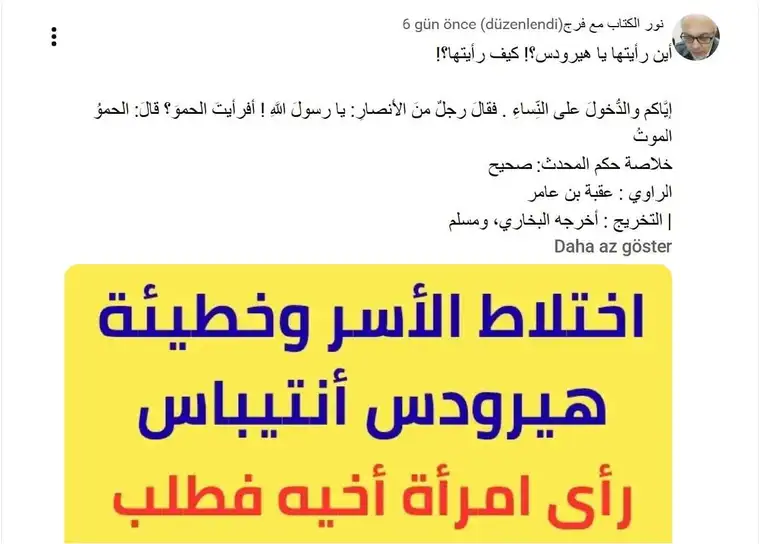 نور الكتاب مع فرج(düzenlendi) 6 gün önce
أين رأيتها يا هيرودس؟! كيف رأيتها؟!
إيَّاكم والدُّخولَ على النِّساءِ . فقالَ رجلٌ منَ الأنصار: يا رسولَ اللَّهِ ! أفرأيتَ الحموَ؟ قالَ: الحموُ
الموتُ
خلاصة حكم المحدث: صحيح
الراوي : عقبة بن عامر
| التخريج : أخرجه البخاري، ومسلم
Daha az göster
اختلاط الأسر وخطيئة
هيرودس أنتيباس
رأى امرأة أخيه فطلب